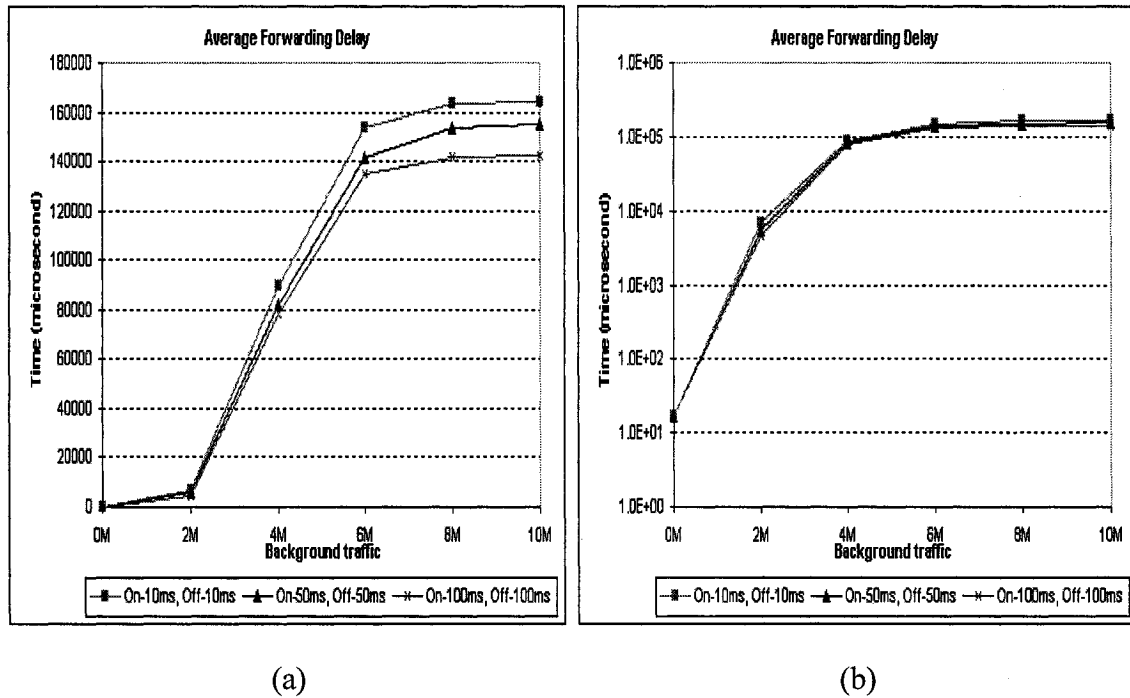 Average Forwarding Delay
180000
160000
140000
120000
100000
80000
60000
40000
20000
0
Time (microsecond)
0M 2M 4M 6M 8M 10M
Background traffic
On-10ms, Off-10ms On-50ms, Off-50ms On-100ms, Off-100ms
(a)
Average Forwarding Delay
1.0E+06
1.0E+05
1.0E+04
1.0E+03
1.0E+02
1.0E+01
1.0E+00
Time (microsecond)
0M 2M 4M 6M 8M 10M
Background traffic
On-10ms, Off-10ms On-50ms, Off-50ms On-100ms, Off-100ms
(b)